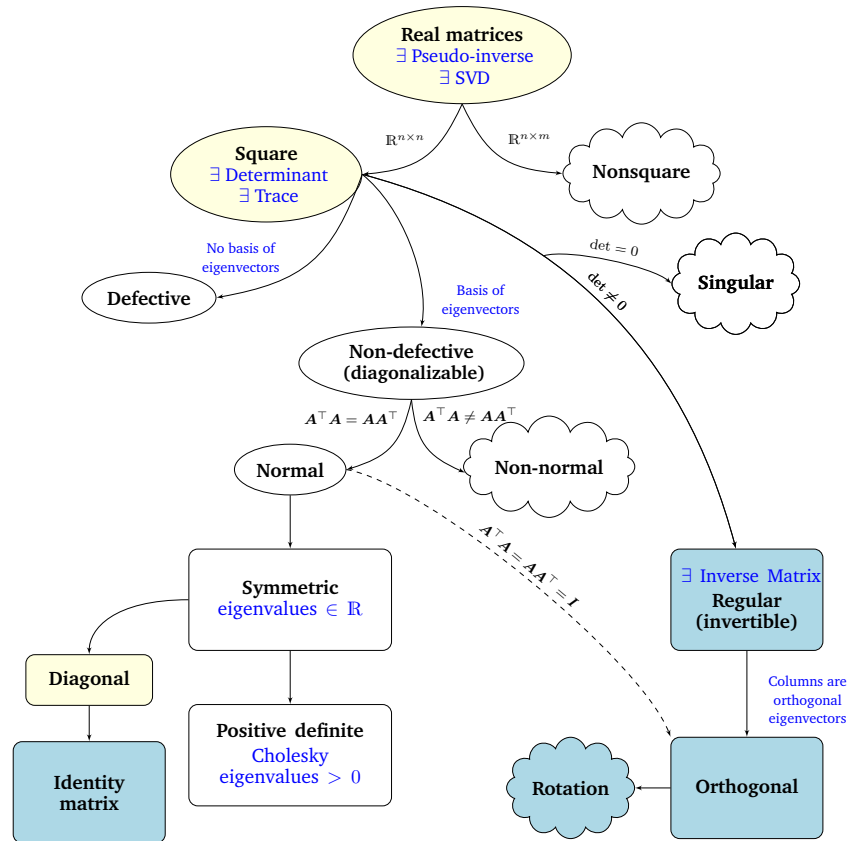 Real matrices
∃ Pseudo-inverse
∃ SVD
ℝⁿˣⁿ
ℝⁿˣᵐ
Square
∃ Determinant
∃ Trace
Nonsquare
No basis of
eigenvectors
det = 0
Defective
Basis of
eigenvectors
det ≠ 0
Singular
Non-defective
(diagonalizable)
A⊤A = AA⊤
A⊤A ≠ AA⊤
Normal
Non-normal
A⊤A = AA⊤ = I
Symmetric
eigenvalues ∈ ℝ
∃ Inverse Matrix
Regular
(invertible)
Diagonal
Columns are
orthogonal
eigenvectors
Positive definite
Cholesky
eigenvalues > 0
Identity
matrix
Rotation
Orthogonal